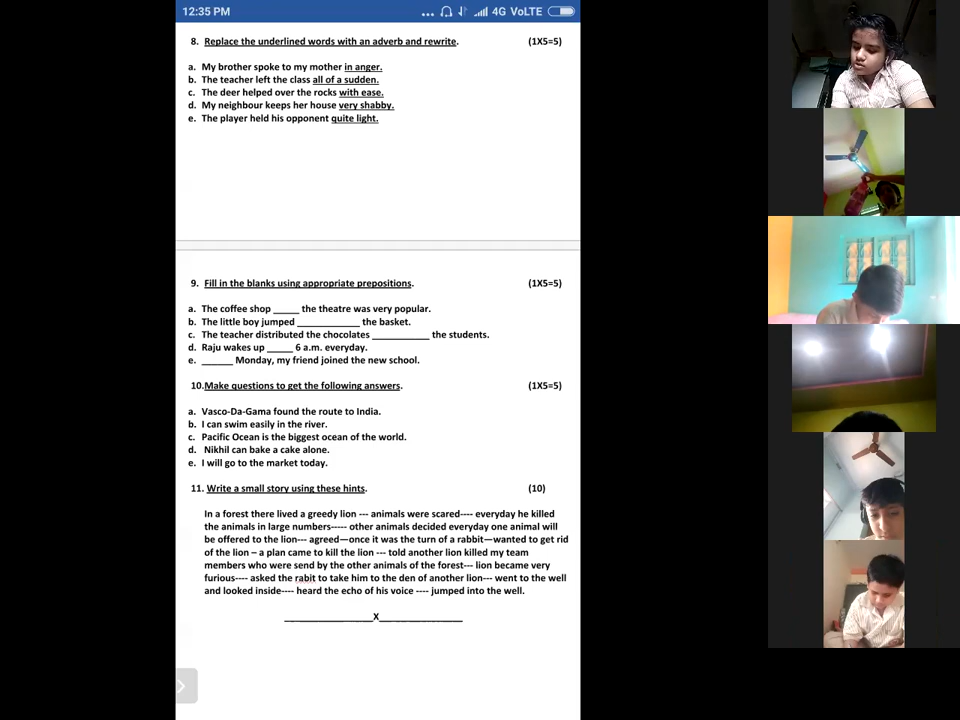 12:35 PM ... 4G VoLTE
8. Replace the underlined words with an adverb and rewrite. (1X5=5)
a. My brother spoke to my mother in anger.
b. The teacher left the class all of a sudden.
c. The deer helped over the rocks with ease.
d. My neighbour keeps her house very shabby.
e. The player held his opponent quite light.
9. Fill in the blanks using appropriate prepositions. (1X5=5)
a. The coffee shop _____ the theatre was very popular.
b. The little boy jumped ____________ the basket.
c. The teacher distributed the chocolates ___________ the students.
d. Raju wakes up _____ 6 a.m. everyday.
e. ______ Monday, my friend joined the new school.
10.Make questions to get the following answers. (1X5=5)
a. Vasco-Da-Gama found the route to India.
b. I can swim easily in the river.
c. Pacific Ocean is the biggest ocean of the world.
d. Nikhil can bake a cake alone.
e. I will go to the market today.
11. Write a small story using these hints. (10)
In a forest there lived a greedy lion --- animals were scared---- everyday he killed
the animals in large numbers----- other animals decided everyday one animal will
be offered to the lion--- agreed—once it was the turn of a rabbit—wanted to get rid
of the lion – a plan came to kill the lion --- told another lion killed my team
members who were send by the other animals of the forest--- lion became very
furious---- asked the rabit to take him to the den of another lion--- went to the well
and looked inside---- heard the echo of his voice ---- jumped into the well.
_________________X________________